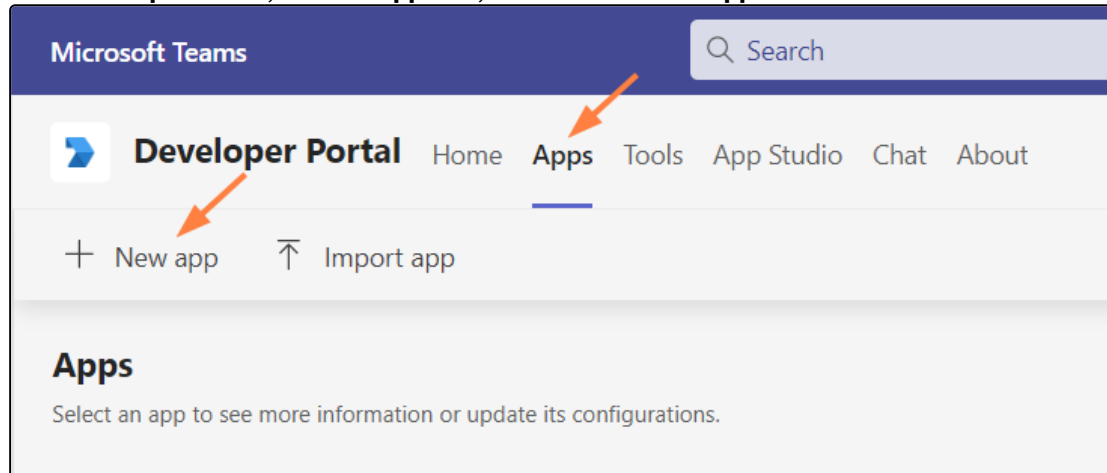 Microsoft Teams
Search
Developer Portal Home Apps Tools App Studio Chat About
New app Import app
Apps
Select an app to see more information or update its configurations.